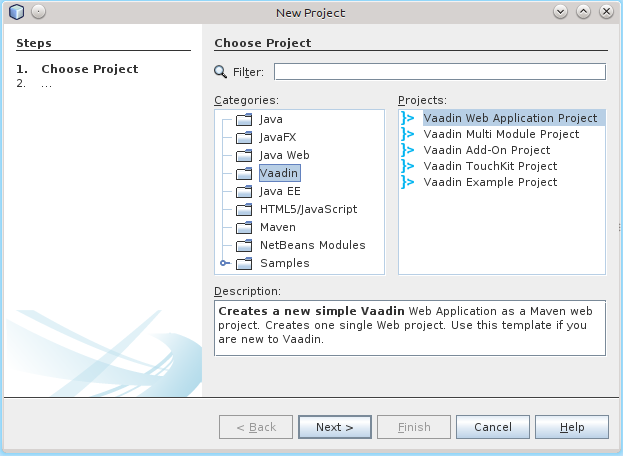 New Project
Steps
1. Choose Project
2. ...
Choose Project
Filter:
Categories:
Java
JavaFX
Java Web
Vaadin
Java EE
HTML5/JavaScript
Maven
NetBeans Modules
Samples
Projects:
Vaadin Web Application Project
Vaadin Multi Module Project
Vaadin Add-On Project
Vaadin TouchKit Project
Vaadin Example Project
Description:
Creates a new simple Vaadin Web Application as a Maven web
project. Creates one single Web project. Use this template if you
are new to Vaadin.
< Back Next > Finish Cancel Help